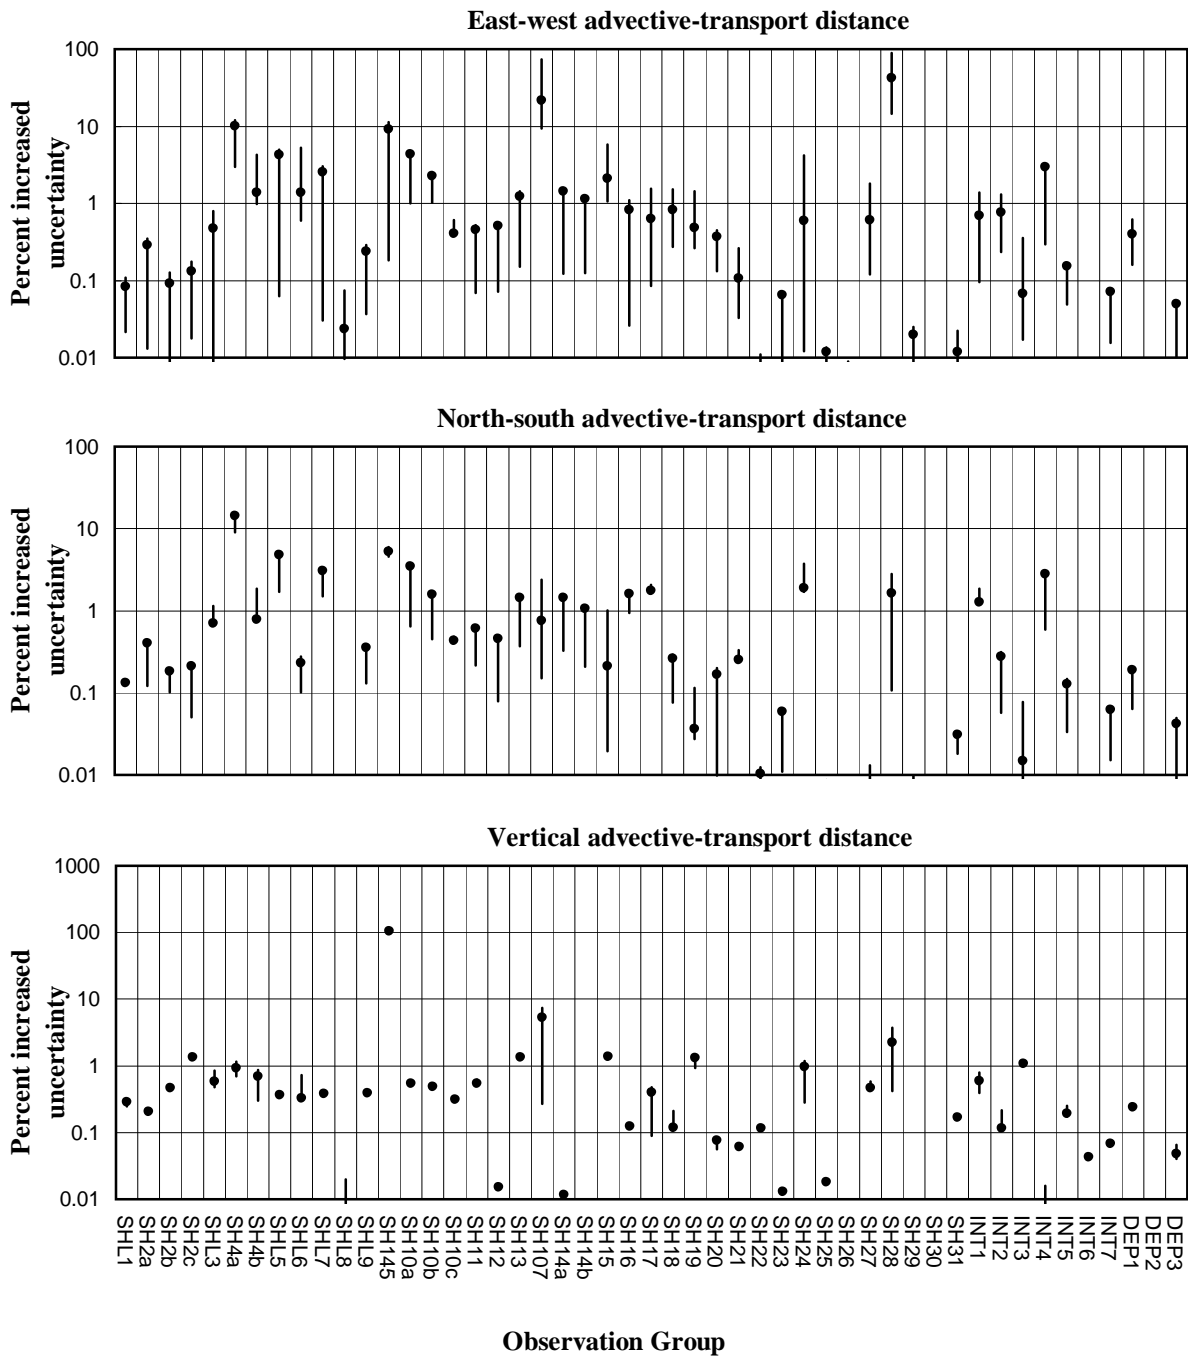 East-west advective-transport distance
Percent increased
uncertainty
100
10
1
0.1
0.01
North-south advective-transport distance
Percent increased
uncertainty
100
10
1
0.1
0.01
Vertical advective-transport distance
Percent increased
uncertainty
1000
100
10
1
0.1
0.01
SHL1
SH2a
SH2b
SH2c
SHL3
SH4a
SH4b
SHL5
SHL6
SHL7
SHL8
SHL9
SH145
SH10a
SH10b
SH10c
SH11
SH12
SH13
SH107
SH14a
SH14b
SH15
SH16
SH17
SH18
SH19
SH20
SH21
SH22
SH23
SH24
SH25
SH26
SH27
SH28
SH29
SH30
SH31
INT1
INT2
INT3
INT4
INT5
INT6
INT7
DEP1
DEP2
DEP3
Observation Group